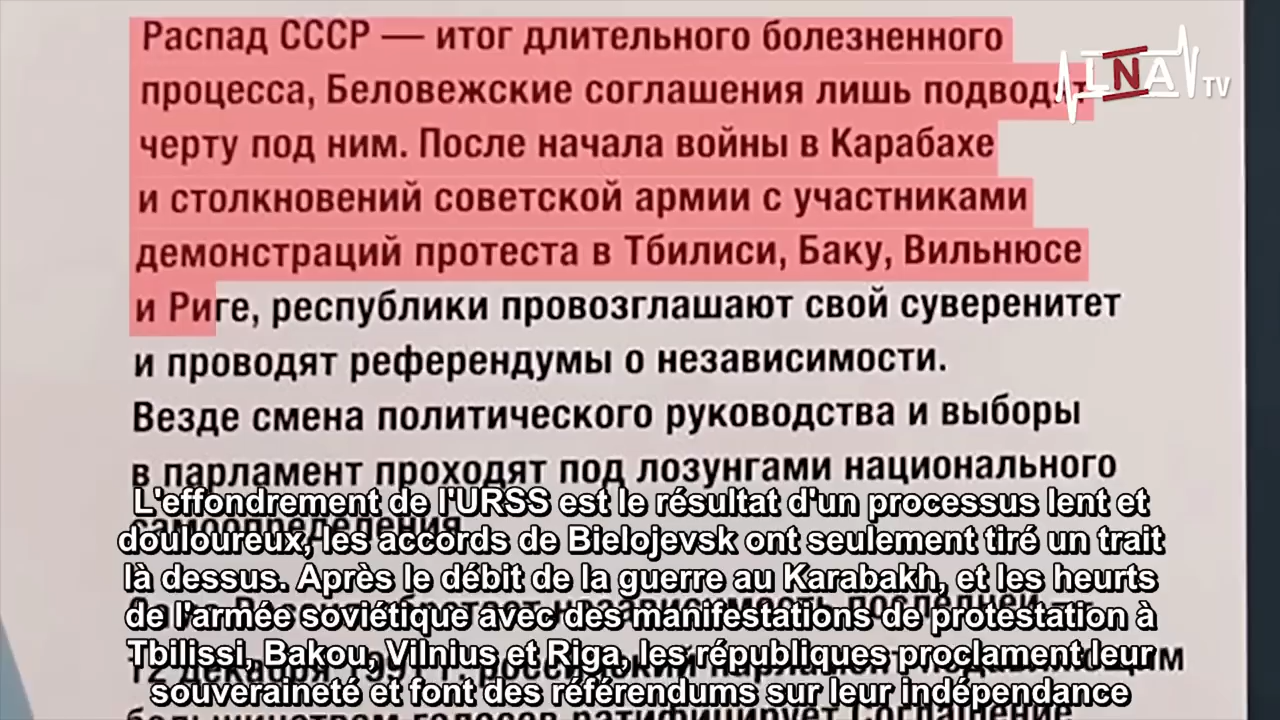 Распад СССР — итог длительного болезненного
процесса, Беловежские соглашения лишь подводят
LNA TV
черту под ним. После начала войны в Карабахе
и столкновений советской армии с участниками
демонстраций протеста в Тбилиси, Баку, Вильнюсе
и Риге, республики провозглашают свой суверенитет
и проводят референдумы о независимости.
Везде смена политического руководства и выборы
в парламент проходят под лозунгами национального
самоопределения.
L'effondrement de l'URSS est le résultat d'un processus lent et
douloureux, les accords de Bielojevsk ont seulement tiré un trait
là dessus. Après le débit de la guerre au Karabakh, et les heurts
de l'armée soviétique avec des manifestations de protestation à
Tbilissi, Bakou, Vilnius et Riga, les républiques proclament leur
souveraineté et font des référendums sur leur indépendance